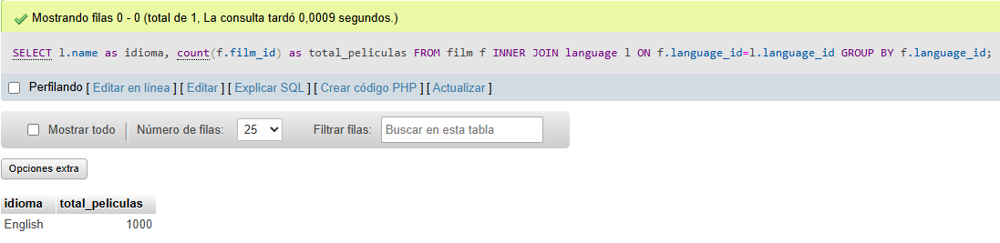 Mostrando filas 0 - 0 (total de 1, La consulta tardó 0,0009 segundos.)
SELECT l.name as idioma, count(f.film_id) as total_peliculas FROM film f INNER JOIN language l ON f.language_id=l.language_id GROUP BY f.language_id;
Perfilando [ Editar en línea ] [ Editar ] [ Explicar SQL ] [ Crear código PHP ] [ Actualizar ]
Mostrar todo Número de filas: 25 Filtrar filas: Buscar en esta tabla
Opciones extra
idioma total_peliculas
English 1000